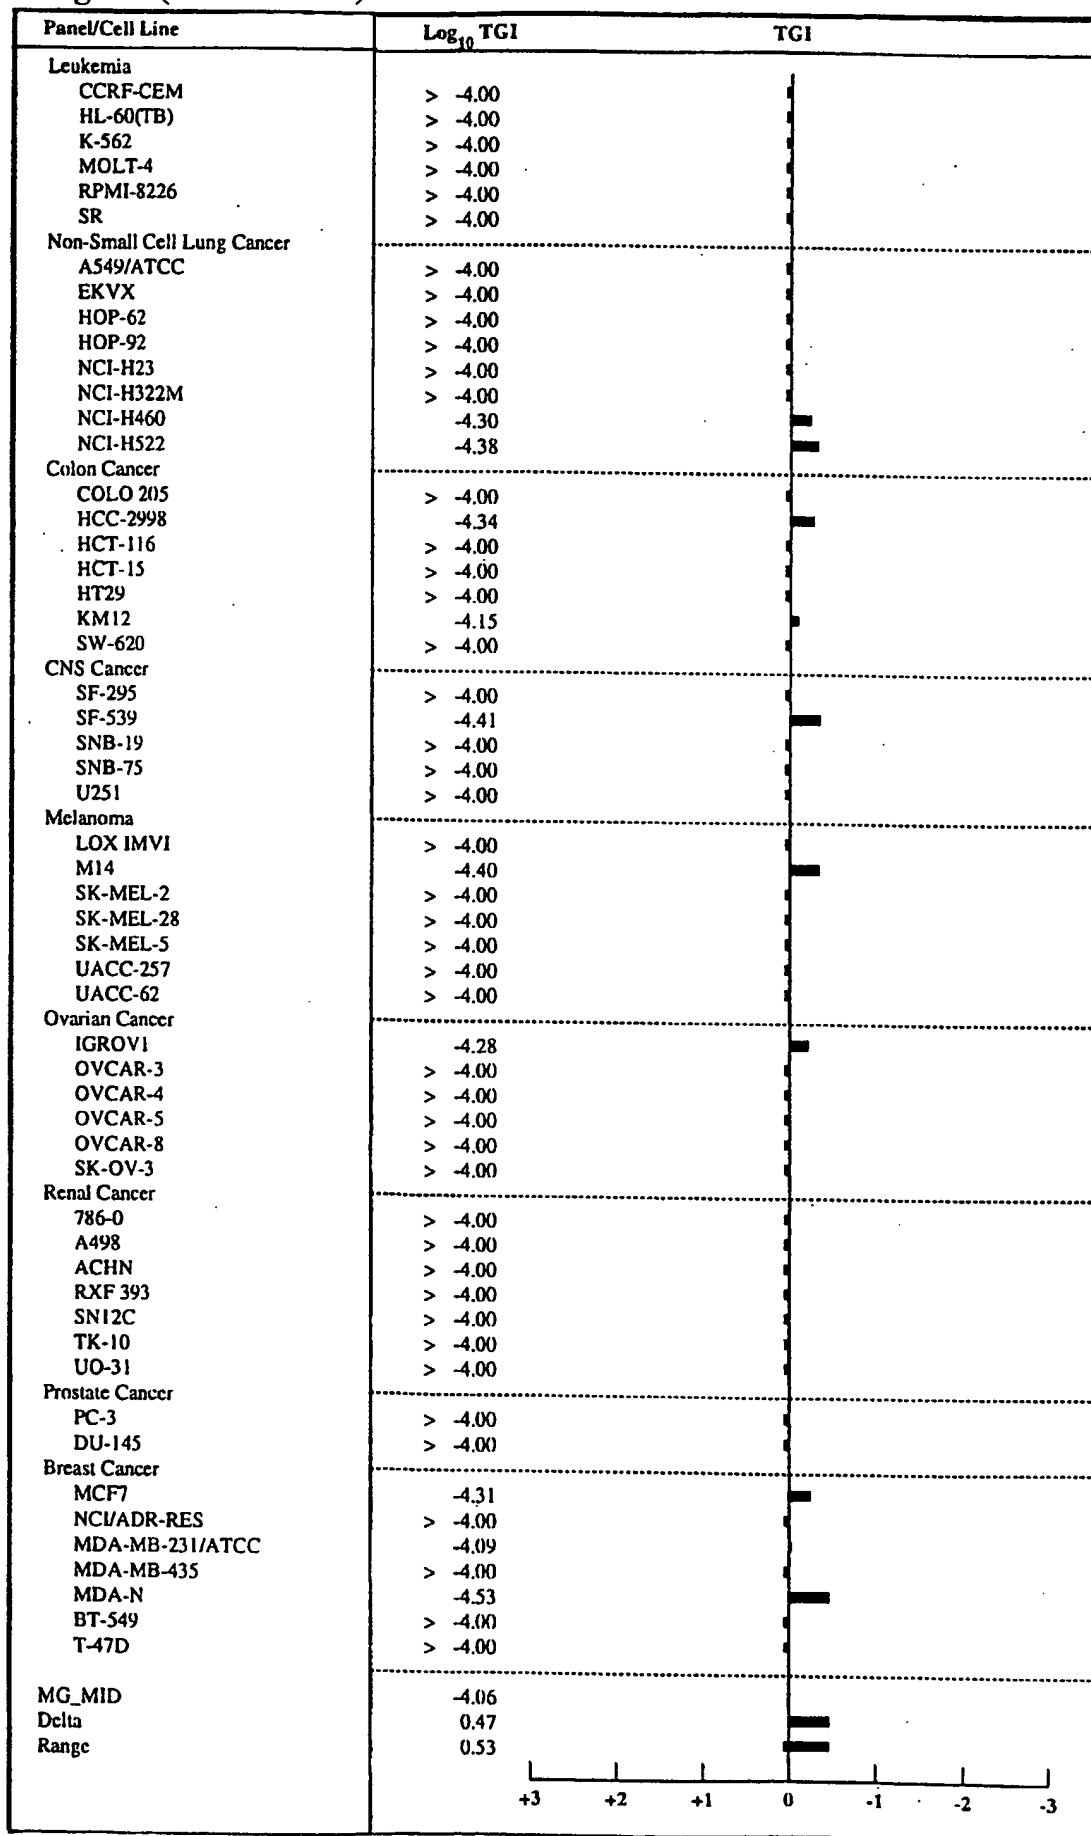 Panel/Cell Line Log10 TGI TGI
Leukemia
CCRF-CEM > -4.00
HL-60(TB) > -4.00
K-562 > -4.00
MOLT-4 > -4.00
RPMI-8226 > -4.00
SR > -4.00
Non-Small Cell Lung Cancer
A549/ATCC > -4.00
EKVX > -4.00
HOP-62 > -4.00
HOP-92 > -4.00
NCI-H23 > -4.00
NCI-H322M > -4.00
NCI-H460 -4.30
NCI-H522 -4.38
Colon Cancer
COLO 205 > -4.00
HCC-2998 -4.34
HCT-116 > -4.00
HCT-15 > -4.00
HT29 > -4.00
KM12 -4.15
SW-620 > -4.00
CNS Cancer
SF-295 > -4.00
SF-539 -4.41
SNB-19 > -4.00
SNB-75 > -4.00
U251 > -4.00
Melanoma
LOX IMVI > -4.00
M14 -4.40
SK-MEL-2 > -4.00
SK-MEL-28 > -4.00
SK-MEL-5 > -4.00
UACC-257 > -4.00
UACC-62 > -4.00
Ovarian Cancer
IGROV1 -4.28
OVCAR-3 > -4.00
OVCAR-4 > -4.00
OVCAR-5 > -4.00
OVCAR-8 > -4.00
SK-OV-3 > -4.00
Renal Cancer
786-0 > -4.00
A498 > -4.00
ACHN > -4.00
RXF 393 > -4.00
SN12C > -4.00
TK-10 > -4.00
UO-31 > -4.00
Prostate Cancer
PC-3 > -4.00
DU-145 > -4.00
Breast Cancer
MCF7 -4.31
NCI/ADR-RES > -4.00
MDA-MB-231/ATCC -4.09
MDA-MB-435 > -4.00
MDA-N -4.53
BT-549 > -4.00
T-47D > -4.00
MG_MID -4.06
Delta 0.47
Range 0.53
+3 +2 +1 0 -1 -2 -3